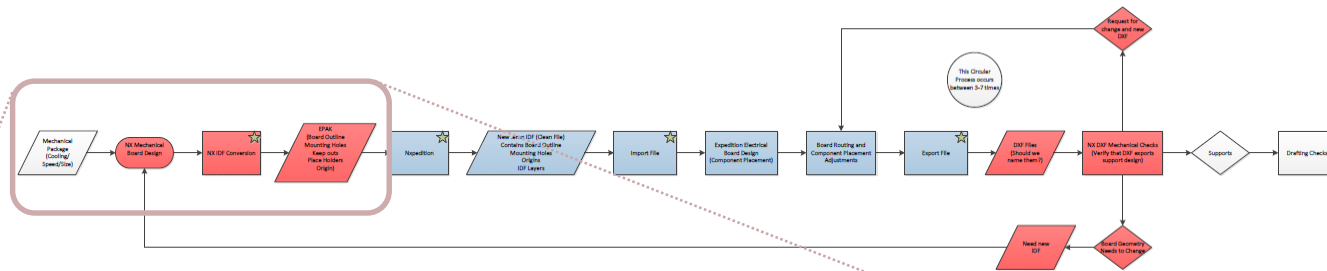 Request for
change and new
DXF
This Circular
Process occurs
between 3-7 times
Mechanical
Package
(Cooling/
Speed/Size)
NX Mechanical
Board Design
NX IDF Conversion
EPAK
(Board Outline
Mounting Holes
Keep outs
Place Holders
Origin)
Nxpedition
IDF (Clean File)
Contains Board Outline
Mounting Holes
Origins
IDF Layers
Import File
Expedition Electrical
Board Design
(Component Placement)
Board Routing and
Component Placement
Adjustments
Export File
DXF Files
(Should we
name them?)
NX DXF Mechanical Checks
(Verify that DXF exports
support design)
Supports
Drafting Checks
Need new
IDF
Board Geometry
Needs to Change